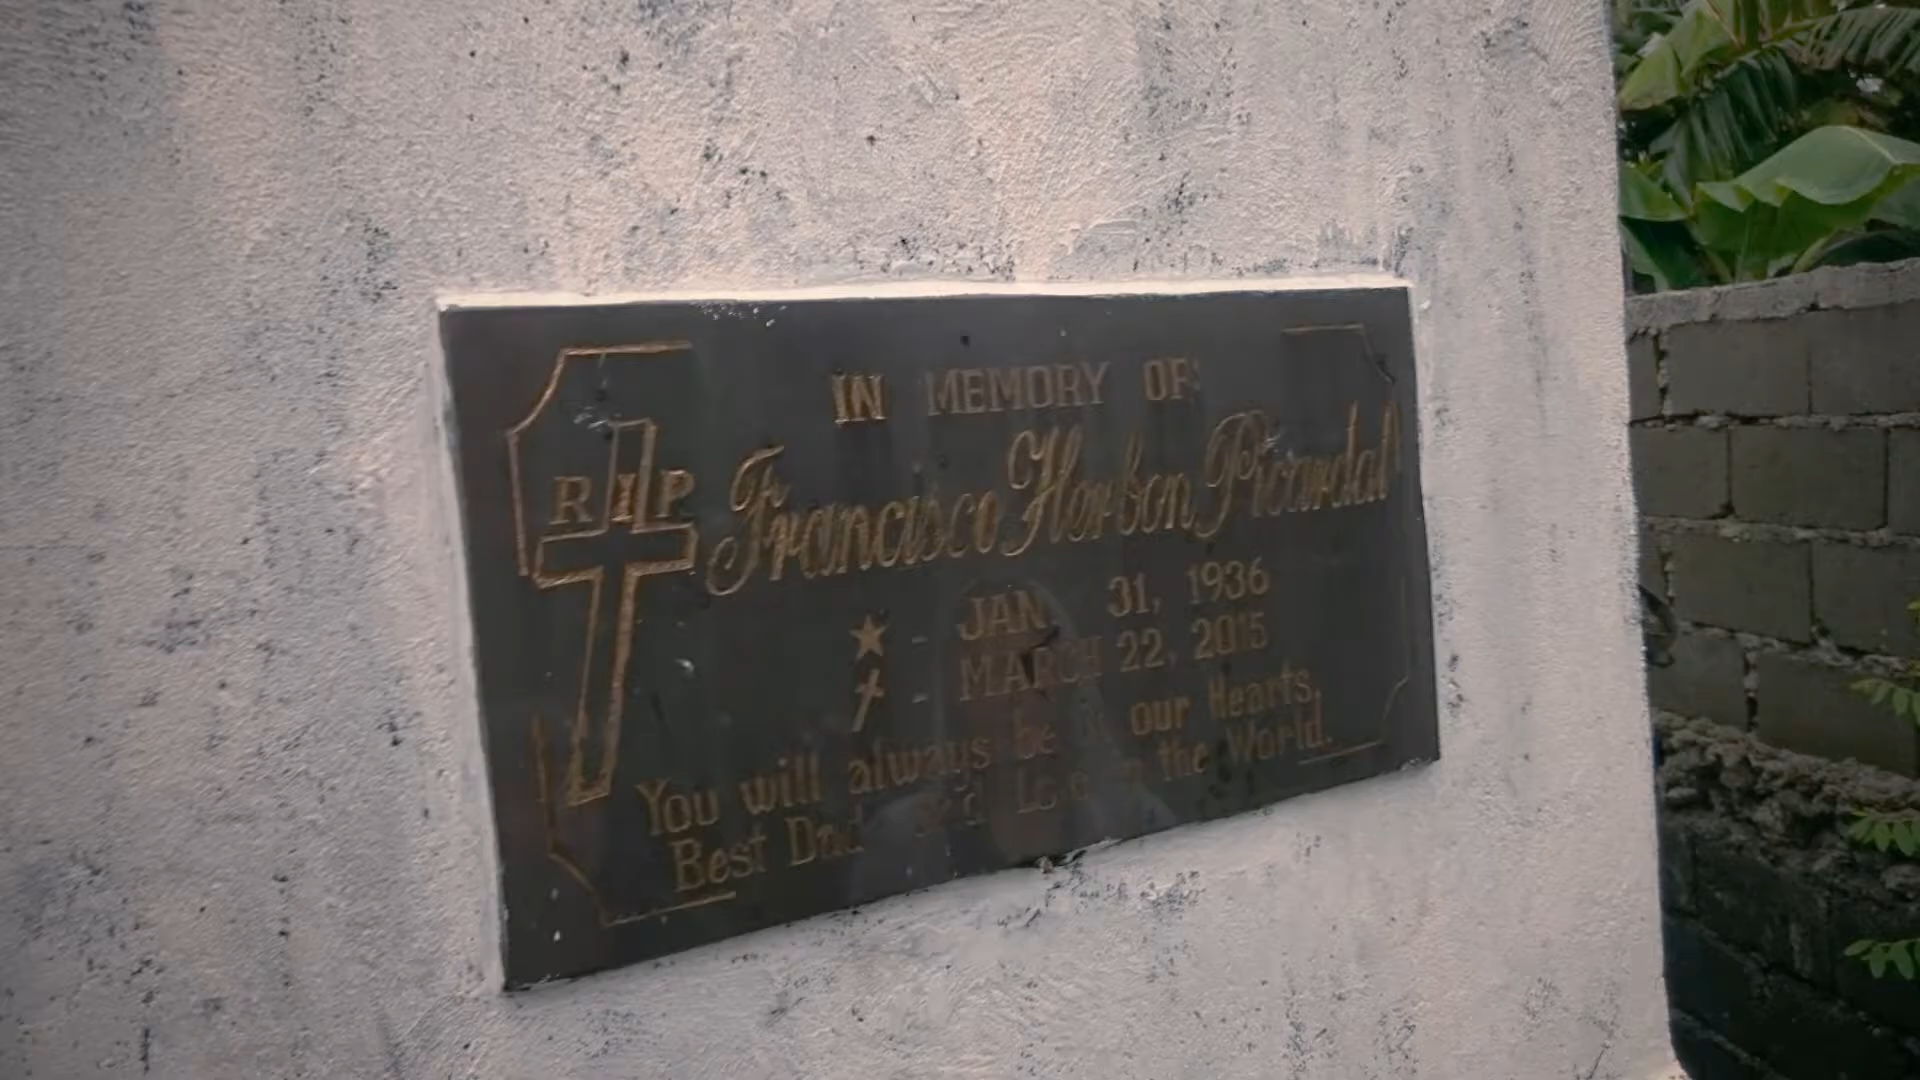 IN MEMORY OF:
RIP
Francisco Herbon Picardal
JAN. 31, 1936
MARCH 22, 2015
You will always be our Hearts,
Best Dad and the World.